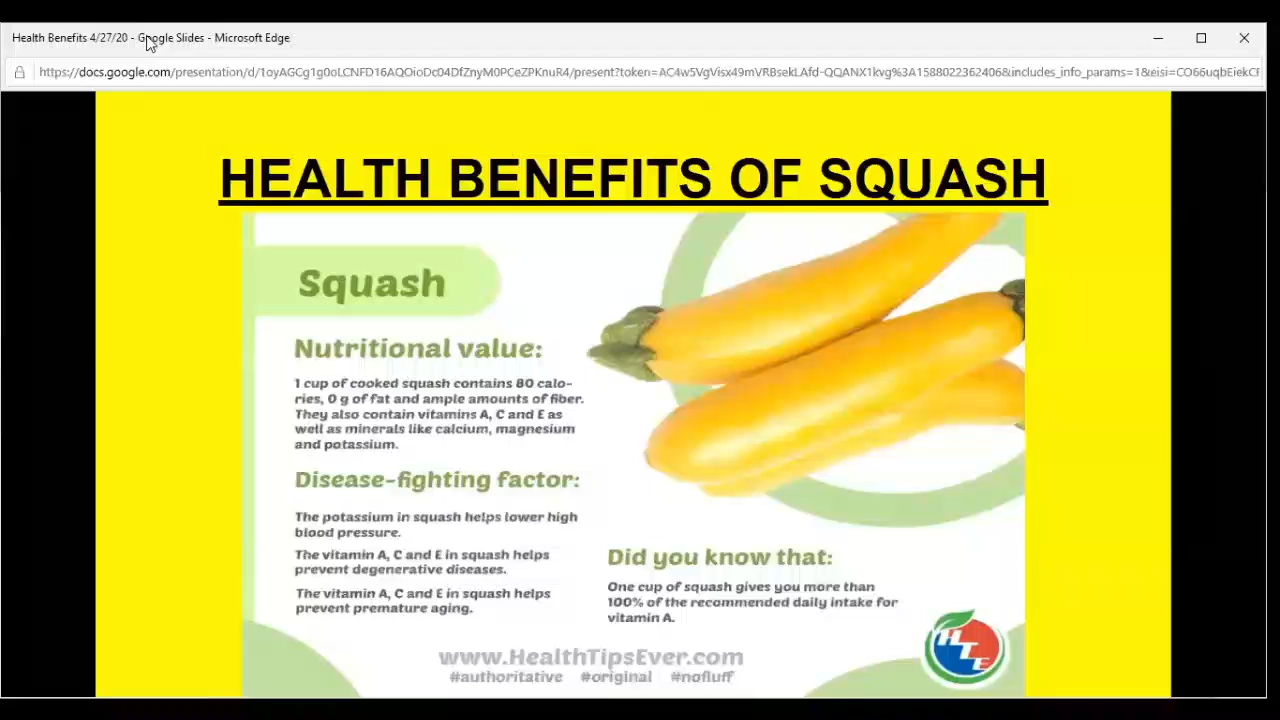 Health Benefits 4/27/20 - Google Slides - Microsoft Edge
https://docs.google.com/presentation/d/1oyAGCg1g0oLCNFD16AQOioDc04DfZnyM0PCeZPKnuR4/present?token=AC4w5VgVisx49mVRBsekLAfd-QQANX1kvg%3A1588022362406&includes_info_params=1&eisi=CO66uqbEiekCF
HEALTH BENEFITS OF SQUASH
Squash
Nutritional value:
1 cup of cooked squash contains 80 calo-
ries, 0 g of fat and ample amounts of fiber.
They also contain vitamins A, C and E as
well as minerals like calcium, magnesium
and potassium.
Disease-fighting factor:
The potassium in squash helps lower high
blood pressure.
The vitamin A, C and E in squash helps
prevent degenerative diseases.
The vitamin A, C and E in squash helps
prevent premature aging.
Did you know that:
One cup of squash gives you more than
100% of the recommended daily intake for
vitamin A.
HTE
www.HealthTipsEver.com
#authoritative #original #nofluff